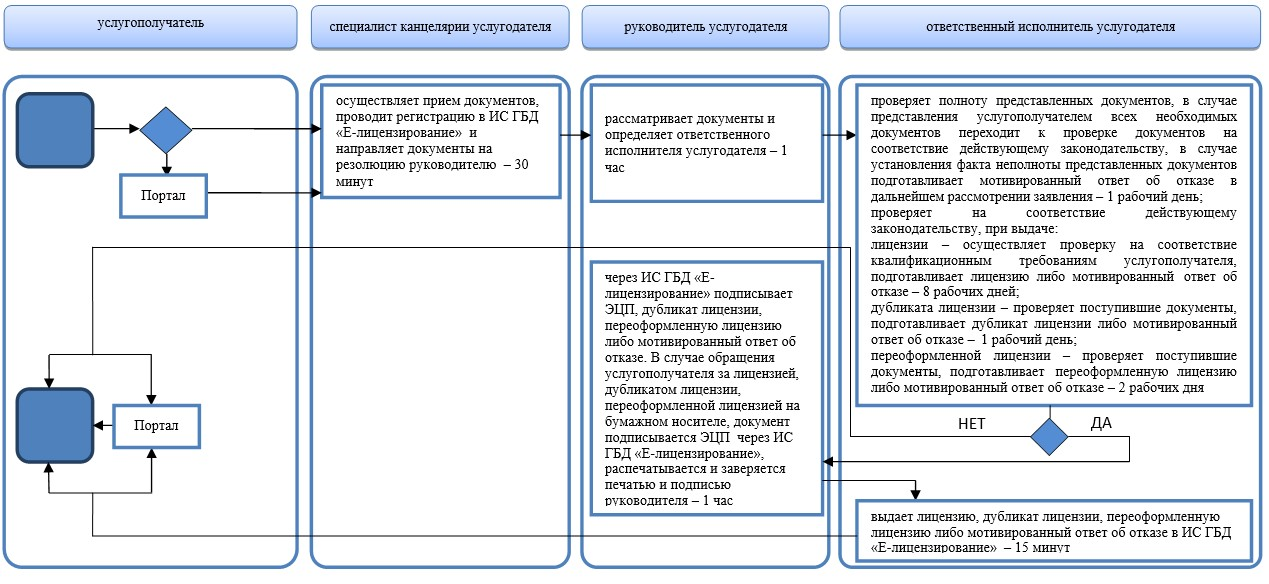 услугополучатель
специалист канцелярии услугодателя
руководитель услугодателя
ответственный исполнитель услугодателя
осуществляет прием документов,
проводит регистрацию в ИС ГБД
«Е-лицензирование» и
направляет документы на
резолюцию руководителю – 30
минут
Портал
рассматривает документы и
определяет ответственного
исполнителя услугодателя – 1
час
проверяет полноту представленных документов, в случае
представления услугополучателем всех необходимых
документов переходит к проверке документов на
соответствие действующему законодательству, в случае
установления факта неполноты представленных документов
подготавливает мотивированный ответ об отказе в
дальнейшем рассмотрении заявления – 1 рабочий день;
проверяет на соответствие действующему
законодательству, при выдаче:
лицензии – осуществляет проверку на соответствие
квалификационным требованиям услугополучателя,
подготавливает лицензию либо мотивированный ответ об
отказе – 8 рабочих дней;
дубликата лицензии – проверяет поступившие документы,
подготавливает дубликат лицензии либо мотивированный
ответ об отказе – 1 рабочий день;
переоформленной лицензии – проверяет поступившие
документы, подготавливает переоформленную лицензию
либо мотивированный ответ об отказе – 2 рабочих дня
через ИС ГБД «Е-
лицензирование» подписывает
ЭЦП, дубликат лицензии,
переоформленную лицензию
либо мотивированный ответ об
отказе. В случае обращения
услугополучателя за лицензией,
дубликатом лицензии,
переоформленной лицензией на
бумажном носителе, документ
подписывается ЭЦП через ИС
ГБД «Е-лицензирование»,
распечатывается и заверяется
печатью и подписью
руководителя – 1 час
Портал
НЕТ
ДА
выдает лицензию, дубликат лицензии, переоформленную
лицензию либо мотивированный ответ об отказе в ИС ГБД
«Е-лицензирование» – 15 минут